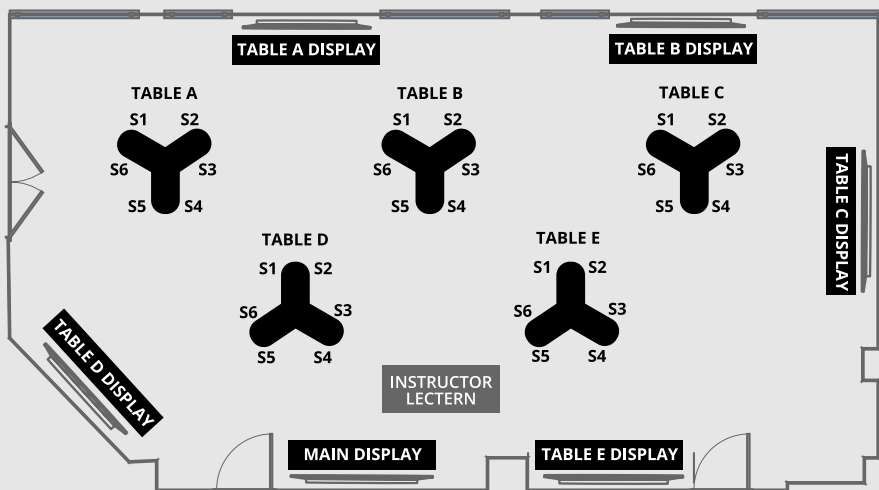 TABLE A DISPLAY
TABLE B DISPLAY
TABLE A
TABLE B
TABLE C
S1 S2
S1 S2
S1 S2
S6 S3
S6 S3
S6 S3
S5 S4
S5 S4
S5 S4
TABLE C DISPLAY
TABLE D
TABLE E
S1 S2
S1 S2
S6 S3
S6 S3
S5 S4
S5 S4
TABLE D DISPLAY
INSTRUCTOR
LECTERN
MAIN DISPLAY
TABLE E DISPLAY